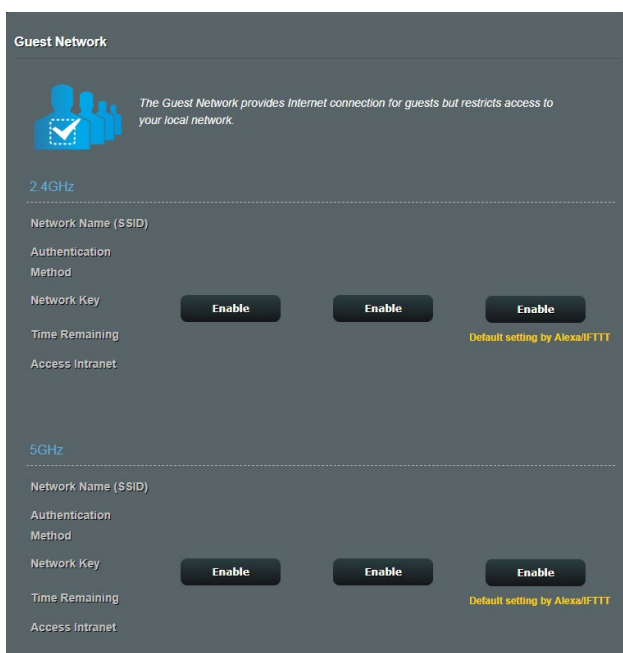 Guest Network
The Guest Network provides Internet connection for guests but restricts access to
your local network.
2.4GHz
Network Name (SSID)
Authentication
Method
Network Key
Enable Enable Enable
Time Remaining
Default setting by Alexa/IFTTT
Access Intranet
5GHz
Network Name (SSID)
Authentication
Method
Network Key
Enable Enable Enable
Time Remaining
Default setting by Alexa/IFTTT
Access Intranet